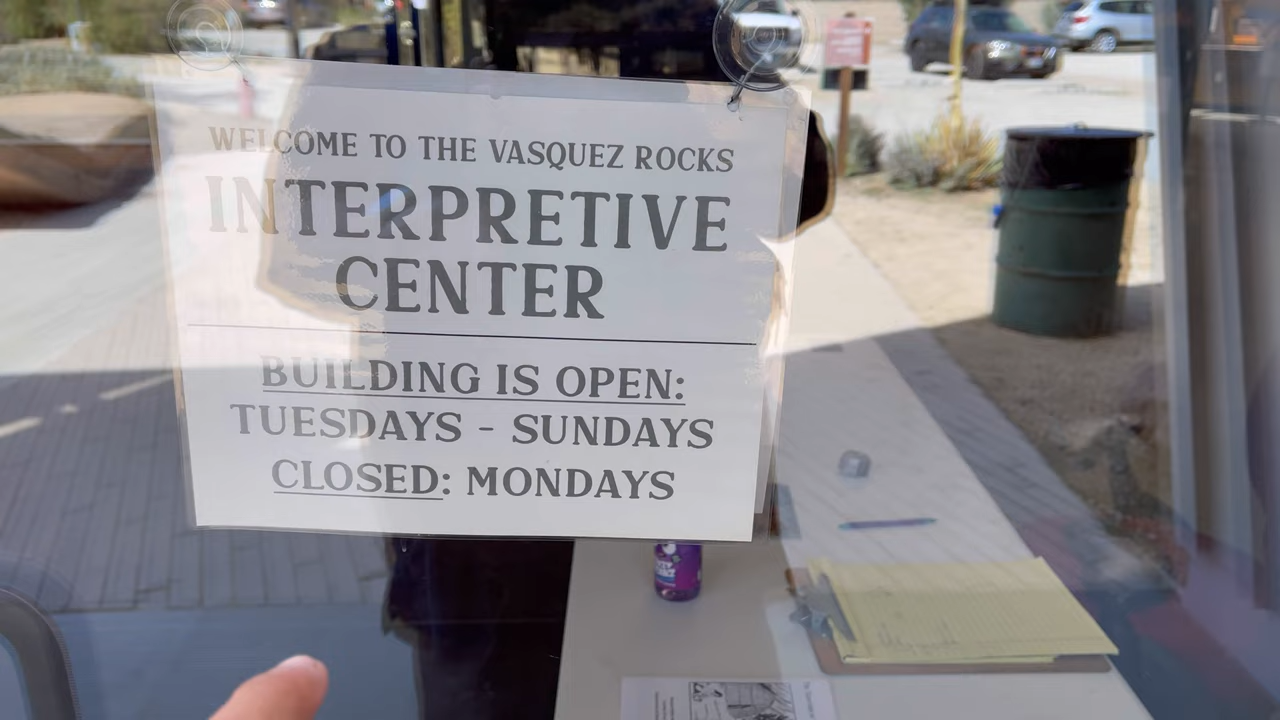 WELCOME TO THE VASQUEZ ROCKS
INTERPRETIVE
CENTER
BUILDING IS OPEN:
TUESDAYS - SUNDAYS
CLOSED: MONDAYS